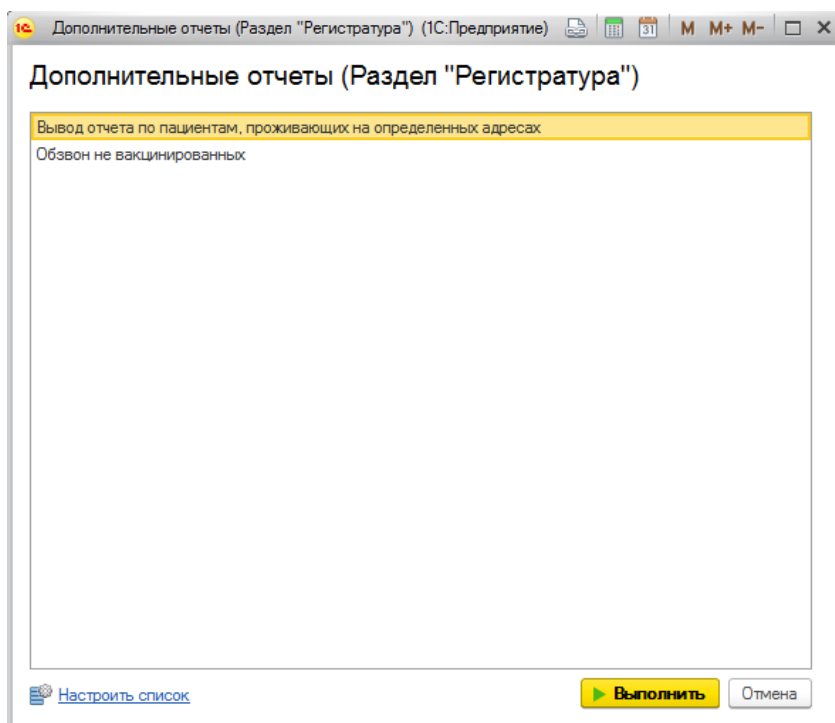 Дополнительные отчеты (Раздел "Регистратура") (1С:Предприятие) 31 M M+ M-
Дополнительные отчеты (Раздел "Регистратура")
Вывод отчета по пациентам, проживающих на определенных адресах
Обзвон не вакцинированных
Настроить список Выполнить Отмена